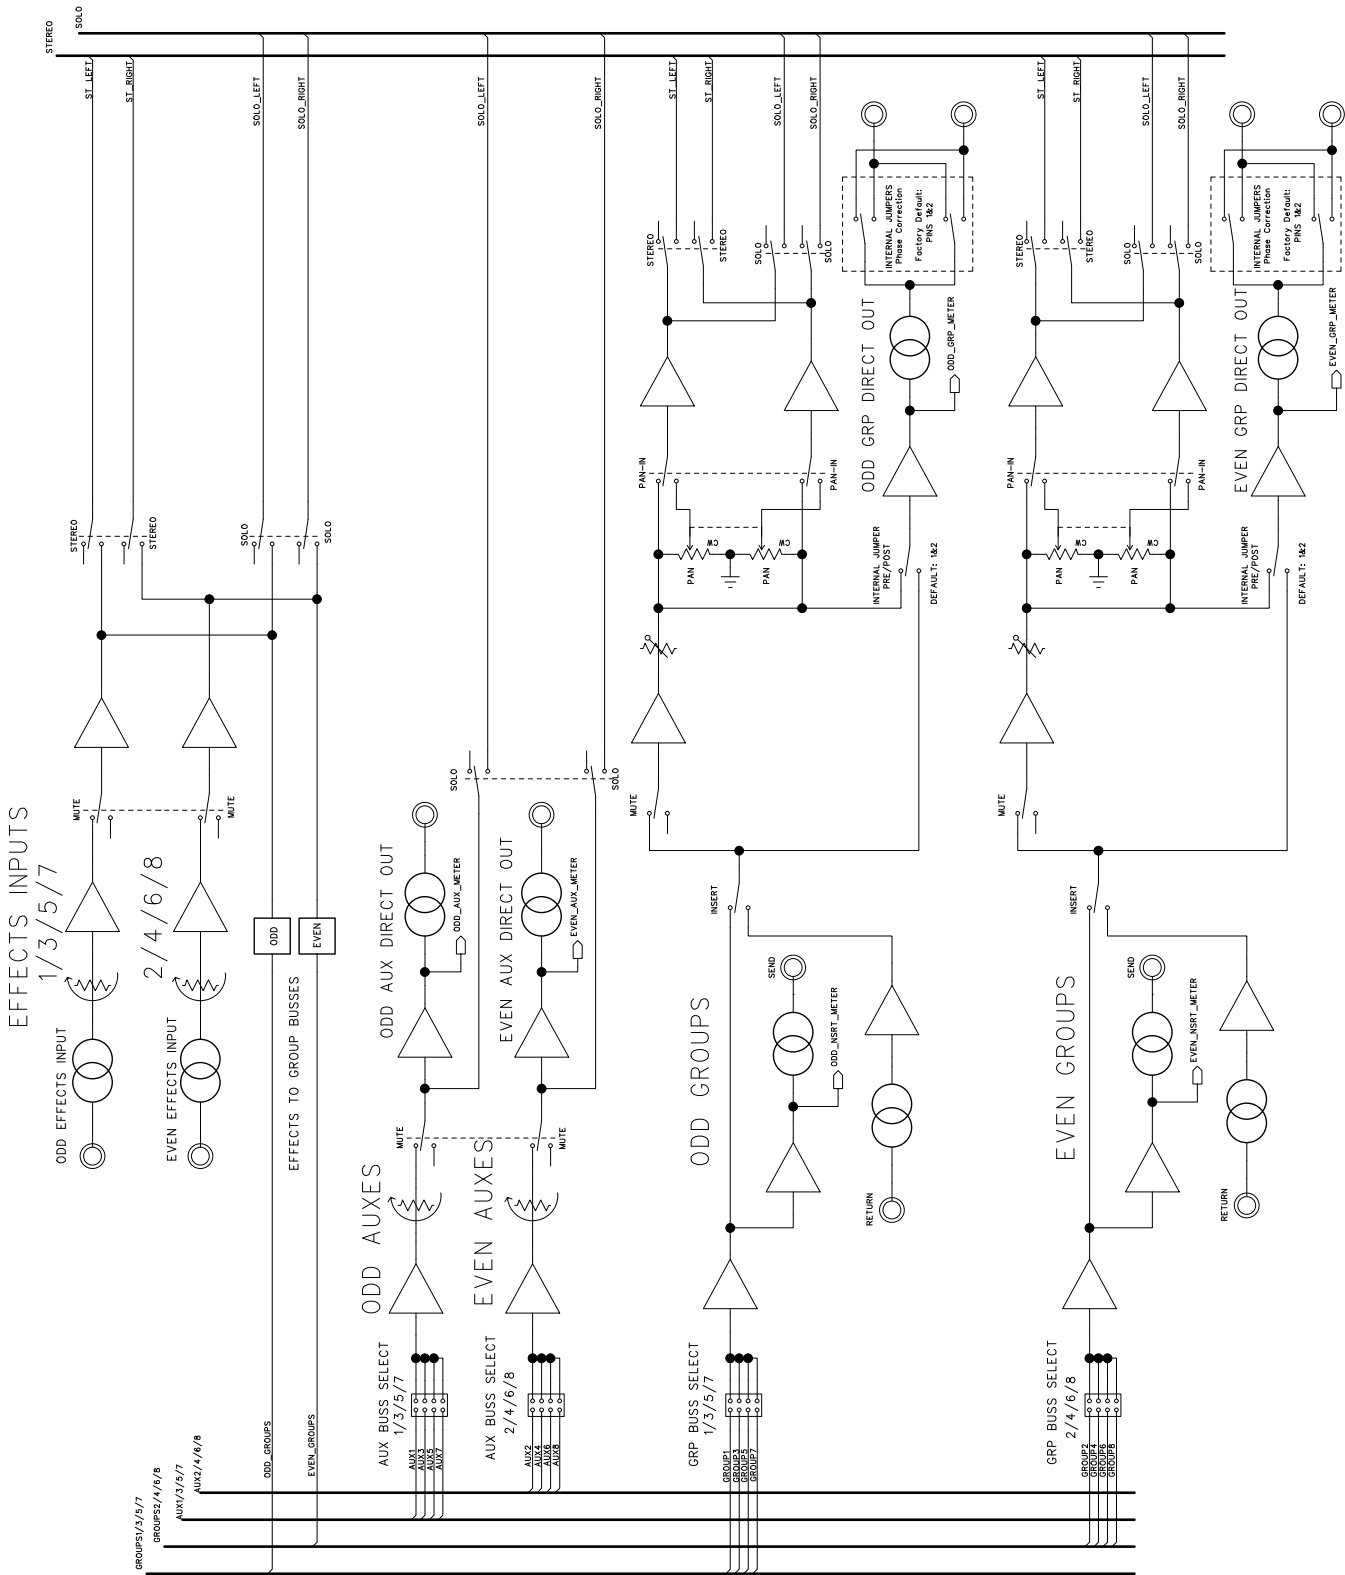 EFFECTS INPUTS
1/3/5/7
2/4/6/8
ODD EFFECTS INPUT
EVEN EFFECTS INPUT
MUTE
MUTE
STEREO
STEREO
SOLO
SOLO
STEREO
SOLO
ST_LEFT
ST_RIGHT
SOLO_LEFT
SOLO_RIGHT
EFFECTS TO GROUP BUSSES
ODD
EVEN
ODD_GROUPS
EVEN_GROUPS
GROUPS1/3/5/7
GROUPS2/4/6/8
AUX1/3/5/7
AUX2/4/6/8
ODD AUXES
AUX BUSS SELECT
1/3/5/7
AUX1
AUX3
AUX5
AUX7
MUTE
MUTE
ODD AUX DIRECT OUT
ODD_AUX_METER
SOLO
SOLO
SOLO_LEFT
SOLO_RIGHT
EVEN AUXES
AUX BUSS SELECT
2/4/6/8
AUX2
AUX4
AUX6
AUX8
EVEN AUX DIRECT OUT
EVEN_AUX_METER
ODD GROUPS
GRP BUSS SELECT
1/3/5/7
GROUP1
GROUP3
GROUP5
GROUP7
SEND
ODD_NSRT_METER
RETURN
INSERT
MUTE
PAN
PAN
CW
CW
PAN-IN
PAN-IN
INTERNAL JUMPER
PRE/POST
DEFAULT: 1&2
ODD GRP DIRECT OUT
ODD_GRP_METER
INTERNAL JUMPERS
Phase Correction
Factory Default:
PINS 1&2
STEREO
STEREO
SOLO
SOLO
ST_LEFT
ST_RIGHT
SOLO_LEFT
SOLO_RIGHT
EVEN GROUPS
GRP BUSS SELECT
2/4/6/8
GROUP2
GROUP4
GROUP6
GROUP8
SEND
EVEN_NSRT_METER
RETURN
INSERT
MUTE
PAN
PAN
CW
CW
PAN-IN
PAN-IN
INTERNAL JUMPER
PRE/POST
DEFAULT: 1&2
EVEN GRP DIRECT OUT
EVEN_GRP_METER
INTERNAL JUMPERS
Phase Correction
Factory Default:
PINS 1&2
STEREO
STEREO
SOLO
SOLO
ST_LEFT
ST_RIGHT
SOLO_LEFT
SOLO_RIGHT